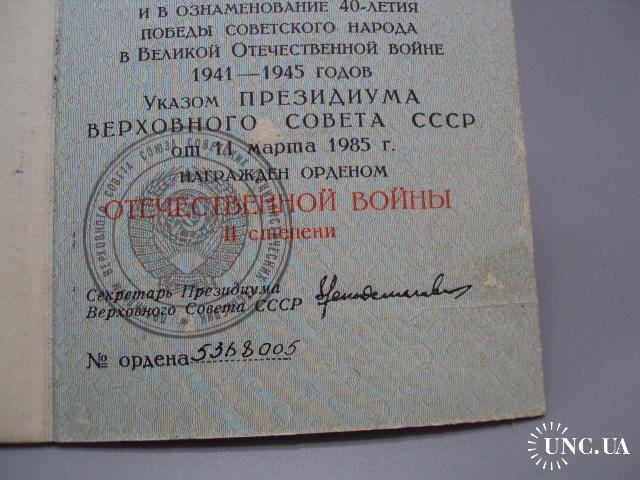 и в ознаменование 40-летия
победы советского народа
в Великой Отечественной войне
1941—1945 годов
Указом ПРЕЗИДИУМА
ВЕРХОВНОГО СОВЕТА СССР
от 11 марта 1985 г.
НАГРАЖДЕН ОРДЕНОМ
ОТЕЧЕСТВЕННОЙ ВОЙНЫ
II степени
Секретарь Президиума
Верховного Совета СССР
№ ордена 5368005
UNC.UA